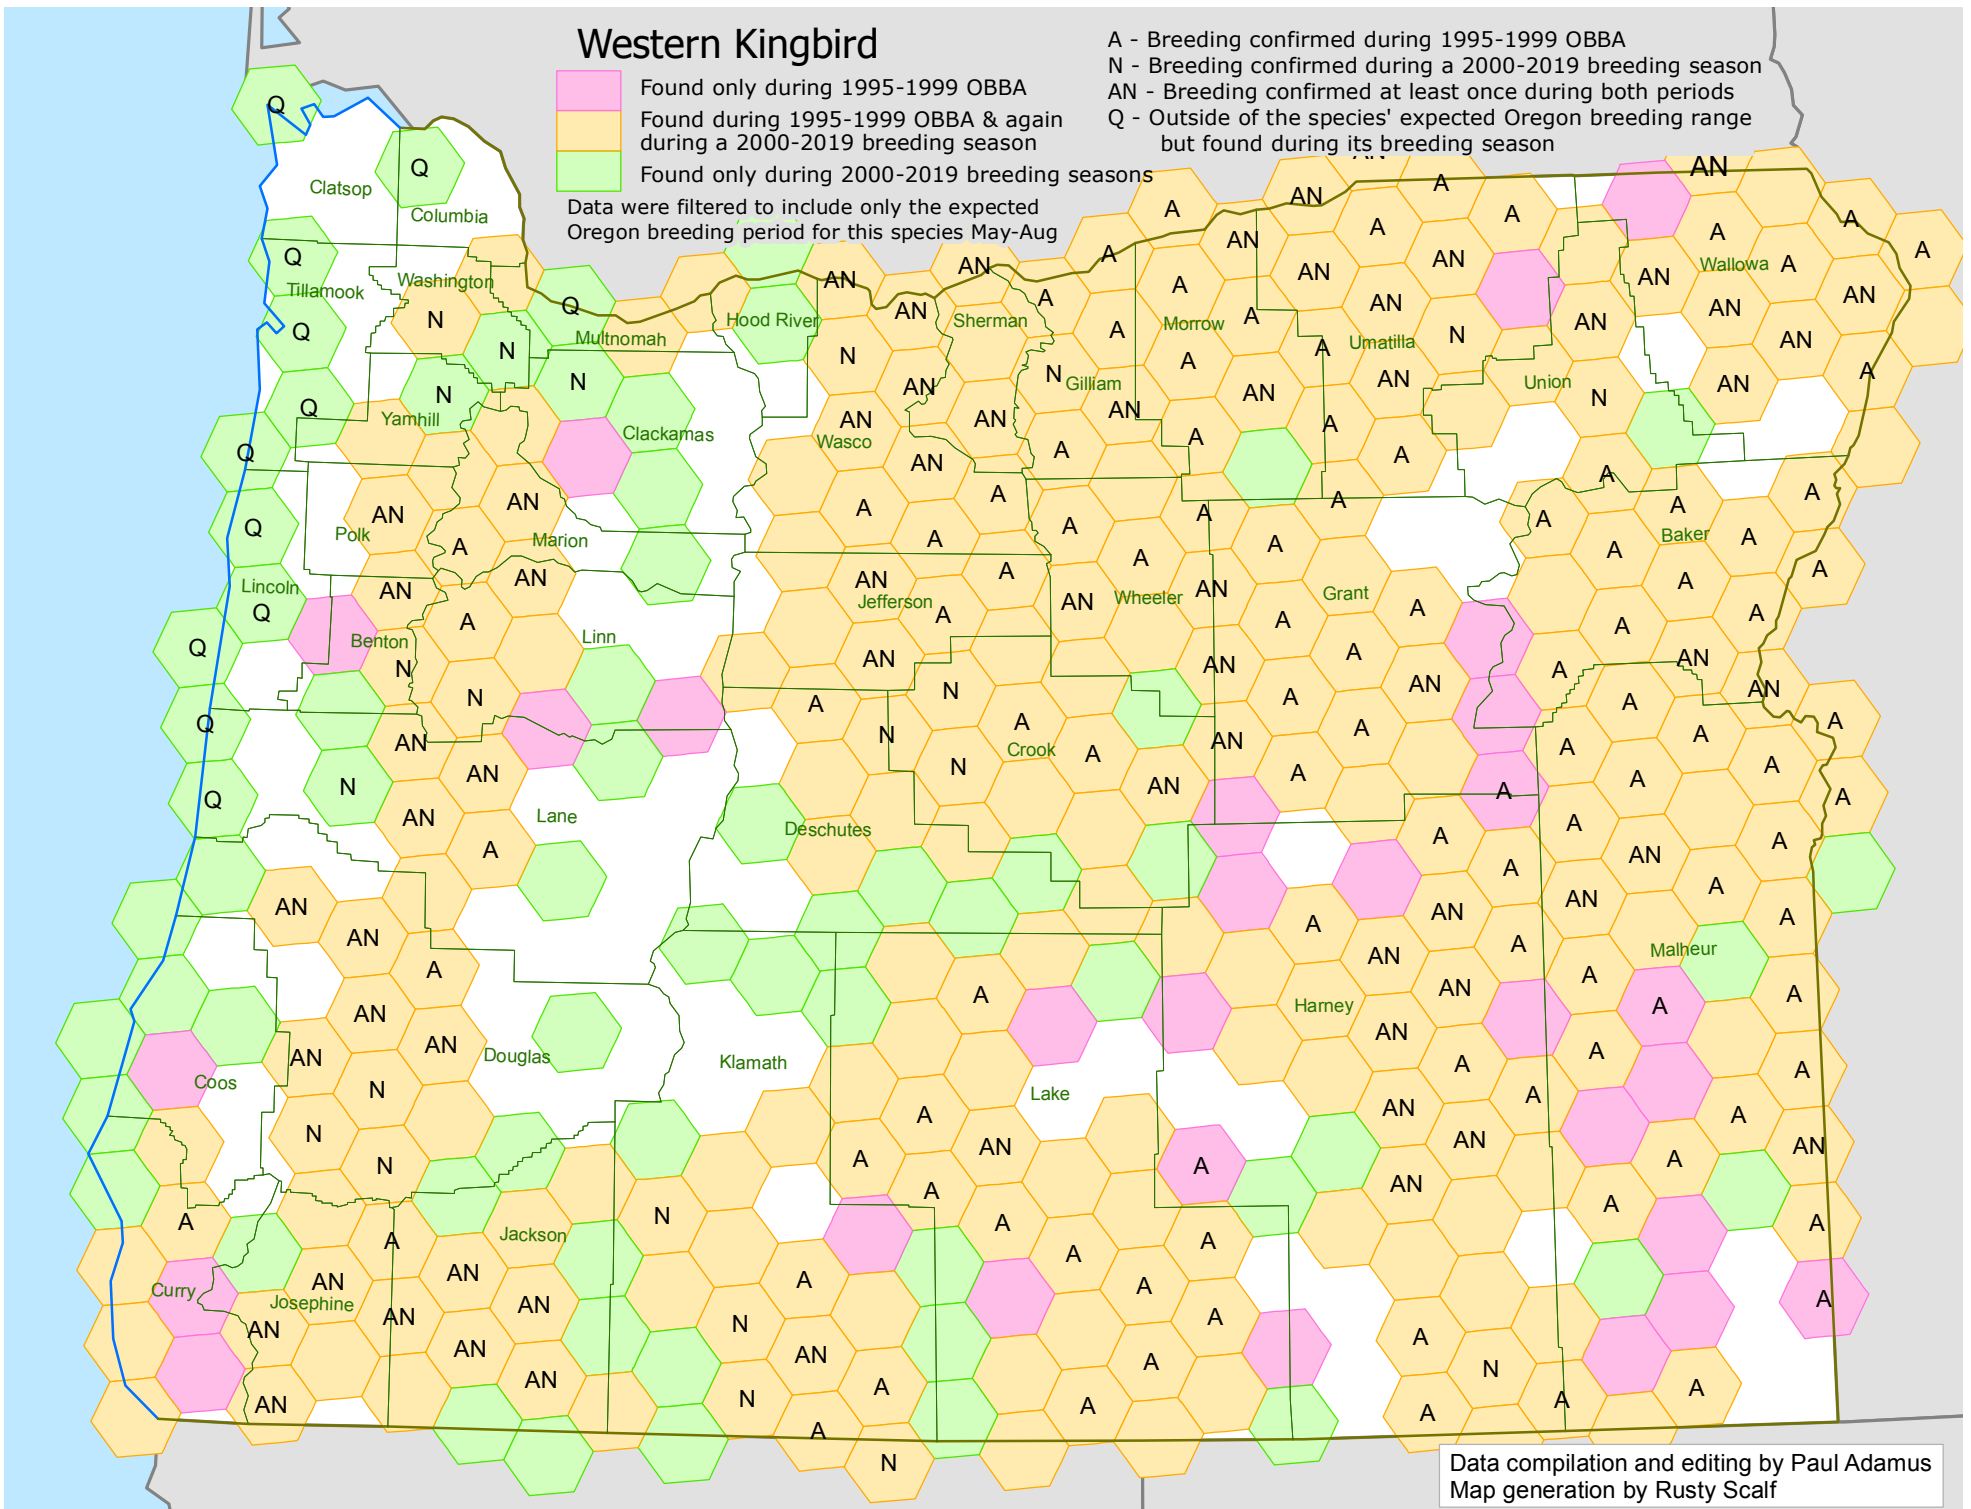 Western Kingbird
Found only during 1995-1999 OBBA
Found during 1995-1999 OBBA & again
during a 2000-2019 breeding season
Found only during 2000-2019 breeding seasons
Data were filtered to include only the expected
Oregon breeding period for this species May-Aug
A - Breeding confirmed during 1995-1999 OBBA
N - Breeding confirmed during a 2000-2019 breeding season
AN - Breeding confirmed at least once during both periods
Q - Outside of the species' expected Oregon breeding range
but found during its breeding season
Clatsop
Columbia
Tillamook
Washington
Multnomah
Hood River
Sherman
Morrow
Umatilla
Wallowa
Gilliam
Union
Yamhill
Clackamas
Wasco
Polk
Marion
Baker
Lincoln
Jefferson
Wheeler
Grant
Benton
Linn
Crook
Lane
Deschutes
Malheur
Harney
Douglas
Klamath
Coos
Lake
Jackson
Curry
Josephine
Data compilation and editing by Paul Adamus
Map generation by Rusty Scalf